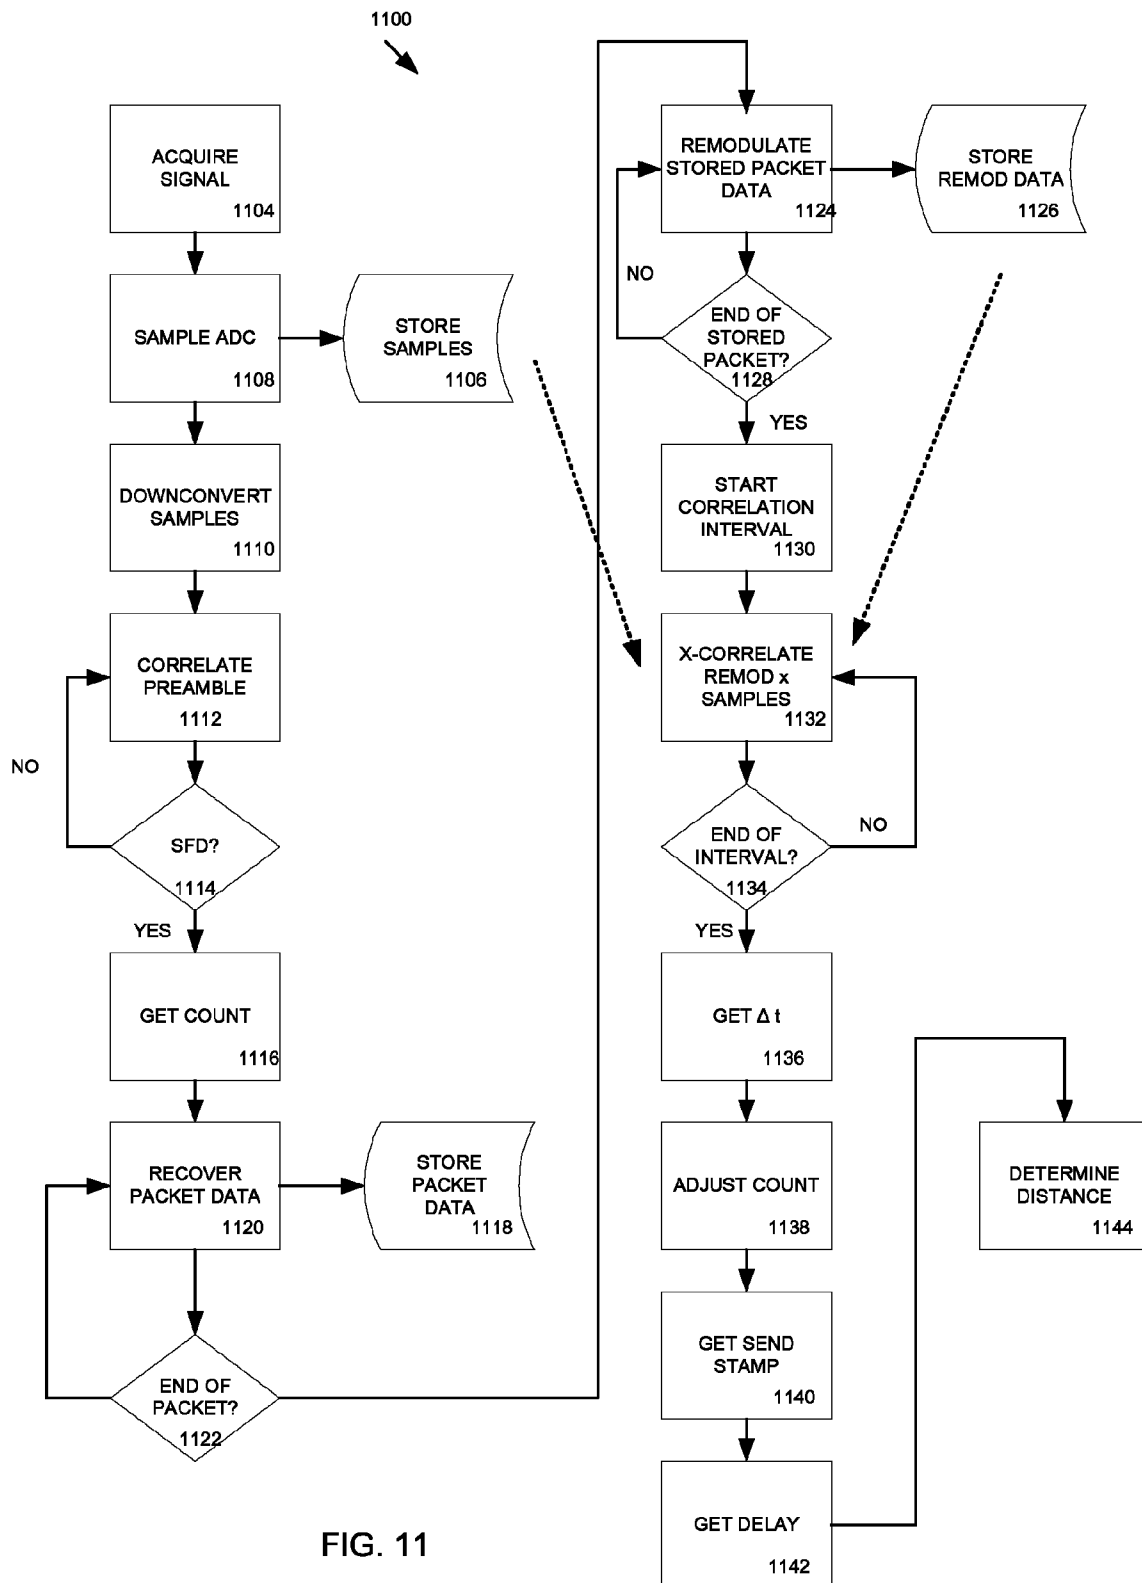 1100
ACQUIRE
SIGNAL
1104
SAMPLE ADC
1108
STORE
SAMPLES
1106
DOWNCONVERT
SAMPLES
1110
CORRELATE
PREAMBLE
1112
NO
SFD?
1114
YES
GET COUNT
1116
RECOVER
PACKET DATA
1120
STORE
PACKET
DATA
1118
END OF
PACKET?
1122
REMODULATE
STORED PACKET
DATA
1124
STORE
REMOD DATA
1126
NO
END OF
STORED
PACKET?
1128
YES
START
CORRELATION
INTERVAL
1130
X-CORRELATE
REMOD x
SAMPLES
1132
END OF
INTERVAL?
1134
NO
YES
GET Δ t
1136
ADJUST COUNT
1138
GET SEND
STAMP
1140
GET DELAY
1142
DETERMINE
DISTANCE
1144
FIG. 11